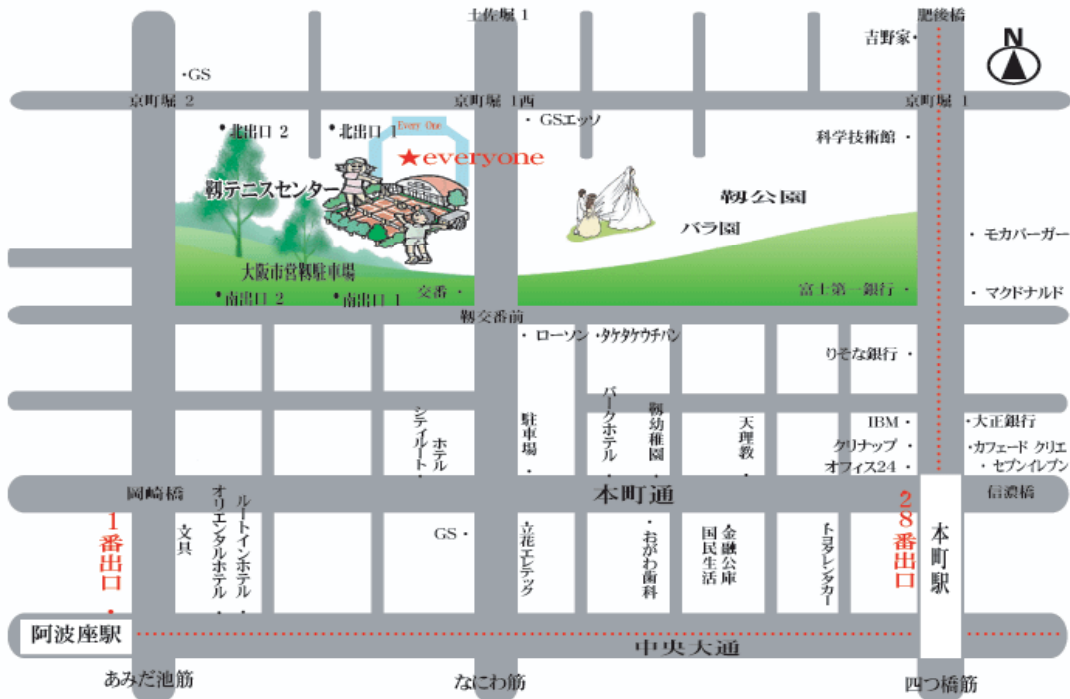 土佐堀 1
肥後橋
吉野家・
N
・GS
京町堀 2
京町堀 1西
京町堀 1
・北出口 2
・北出口 1
Every One
・GSエッソ
科学技術館・
★everyone
靱テニスセンター
靱公園
バラ園
・モカバーガー
大阪市営靱駐車場
・南出口 2
・南出口 1
交番・
富士第一銀行・
・マクドナルド
靱交番前
・ローソン
・タケタケウチパン
りそな銀行・
シティルート
ホテル
駐車場・
パークホテル・
靱幼稚園・
天理教・
IBM・
・大正銀行
クリナップ・
・カフェード クリエ
オフィス24・
・セブンイレブン
岡崎橋
本町通
信濃橋
1番出口・
・文具
オリエンタルホテル・
ルートインホテル・
GS・
・立花エレテック
・おがわ歯科
国民生活
・金融公庫
・トヨタレンタカー
28番出口
本町駅
阿波座駅
中央大通
あみだ池筋
なにわ筋
四つ橋筋